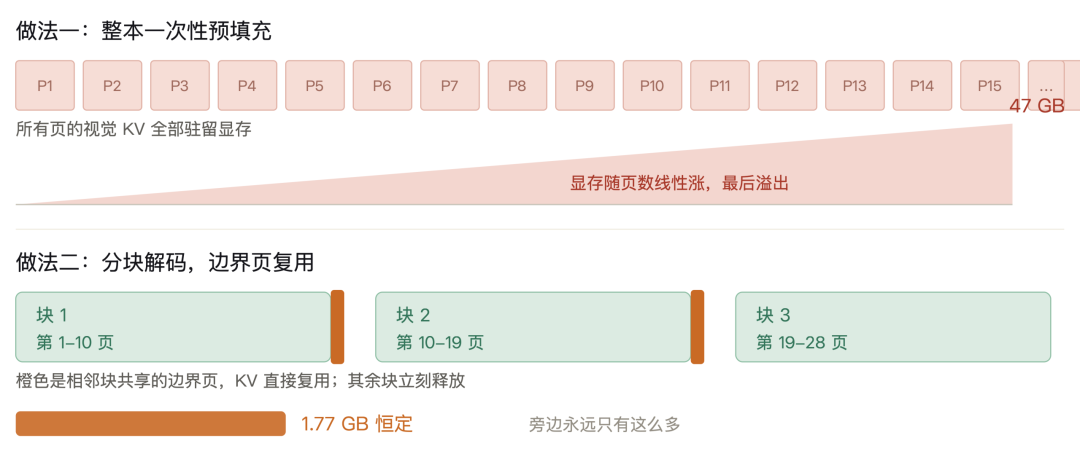 做法一：整本一次性预填充
P1 P2 P3 P4 P5 P6 P7 P8 P9 P10 P11 P12 P13 P14 P15 ...
47 GB
所有页的视觉 KV 全部驻留显存
显存随页数线性涨，最后溢出
做法二：分块解码，边界页复用
块 1
第 1–10 页
块 2
第 10–19 页
块 3
第 19–28 页
橙色是相邻块共享的边界页，KV 直接复用；其余块立刻释放
1.77 GB 恒定
旁边永远只有这么多